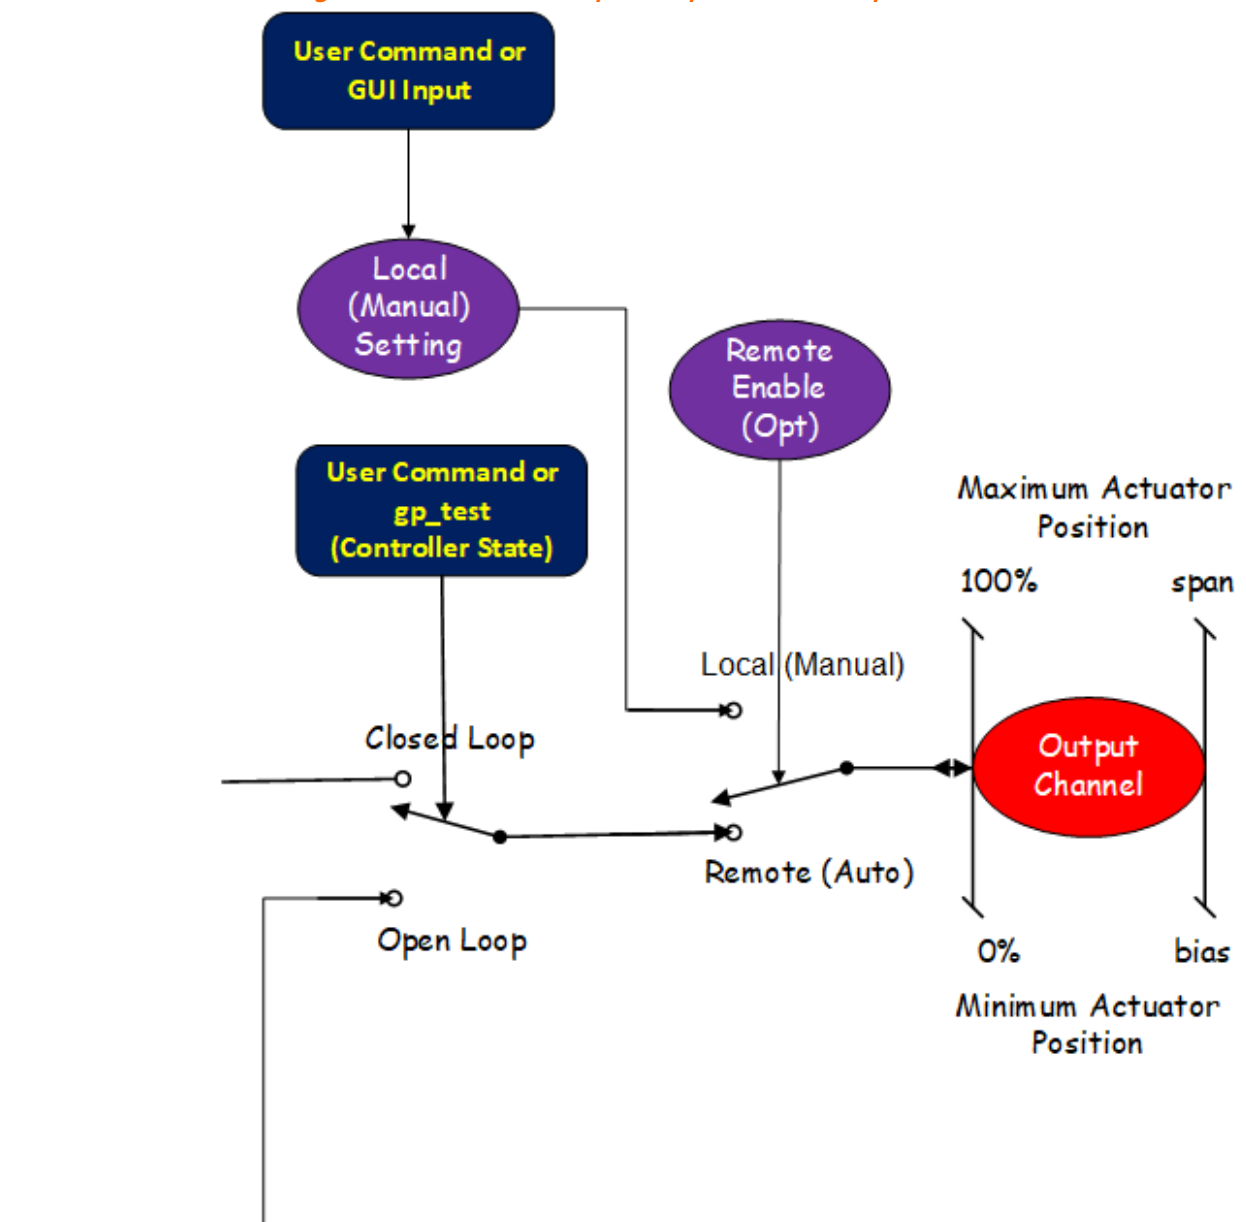 User Command or
GUI Input
Local
(Manual)
Setting
Remote
Enable
(Opt)
User Command or
gp_test
(Controller State)
Maximum Actuator
Position
100%
span
Local (Manual)
Closed Loop
Output
Channel
Remote (Auto)
Open Loop
0%
bias
Minimum Actuator
Position